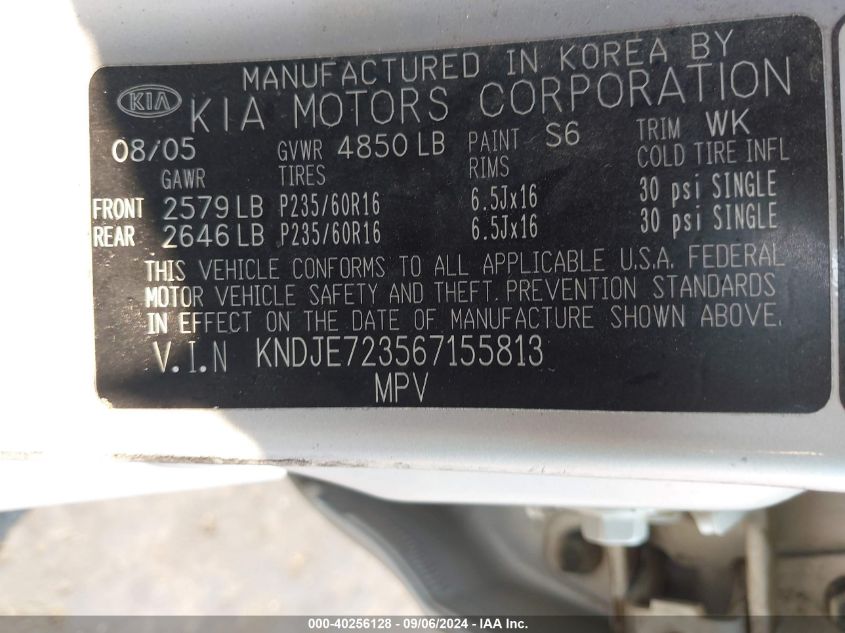 MANUFACTURED IN KOREA BY
KIA KIA MOTORS CORPORATION
08/05 GVWR 4850 LB PAINT S6 TRIM WK
GAWR TIRES RIMS COLD TIRE INFL
FRONT 2579 LB P235/60R16 6.5Jx16 30 psi SINGLE
REAR 2646 LB P235/60R16 6.5Jx16 30 psi SINGLE
THIS VEHICLE CONFORMS TO ALL APPLICABLE U.S.A. FEDERAL
MOTOR VEHICLE SAFETY AND THEFT. PREVENTION STANDARDS
IN EFFECT ON THE DATE OF MANUFACTURE SHOWN ABOVE.
V.I.N KNDJE723567155813
MPV
000-40256128 - 09/06/2024 - IAA Inc.